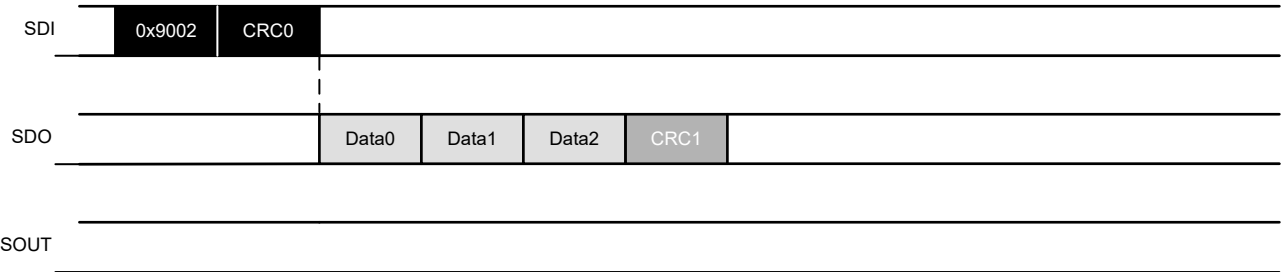 SDI 0x9002 CRC0
SDO Data0 Data1 Data2 CRC1
SOUT